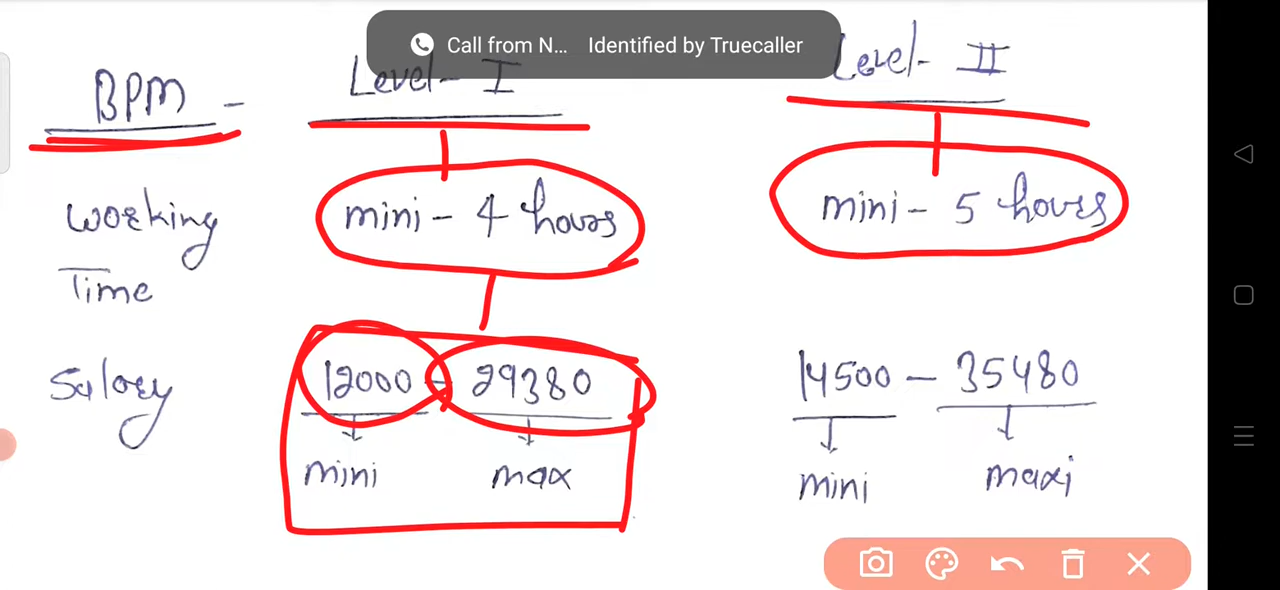 Call from N... Identified by Truecaller
BPM - Level- I Level- II
Working Time mini - 4 hours mini - 5 hours
Salary 12000 - 29380 14500 - 35480
mini max mini maxi